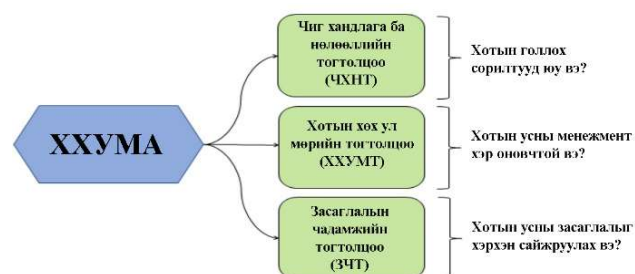 ХХУМА
Чиг хандлага ба
нөлөөллийн
тогтолцоо
(ЧХНТ)
Хотын голлох
сорилтууд юу вэ?
Хотын хөх ул
мөрийн тогтолцоо
(ХХУМТ)
Хотын усны менежмент
хэр оновчтой вэ?
Засаглалын
чадамжийн
тогтолцоо
(ЗЧТ)
Хотын усны засаглалыг
хэрхэн сайжруулах вэ?